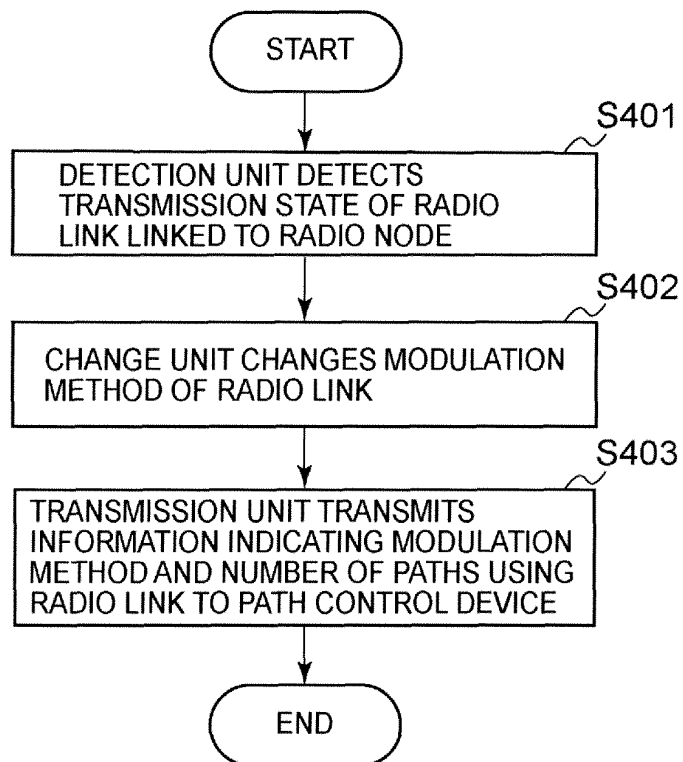 START
S401
DETECTION UNIT DETECTS
TRANSMISSION STATE OF RADIO
LINK LINKED TO RADIO NODE
S402
CHANGE UNIT CHANGES MODULATION
METHOD OF RADIO LINK
S403
TRANSMISSION UNIT TRANSMITS
INFORMATION INDICATING MODULATION
METHOD AND NUMBER OF PATHS USING
RADIO LINK TO PATH CONTROL DEVICE
END